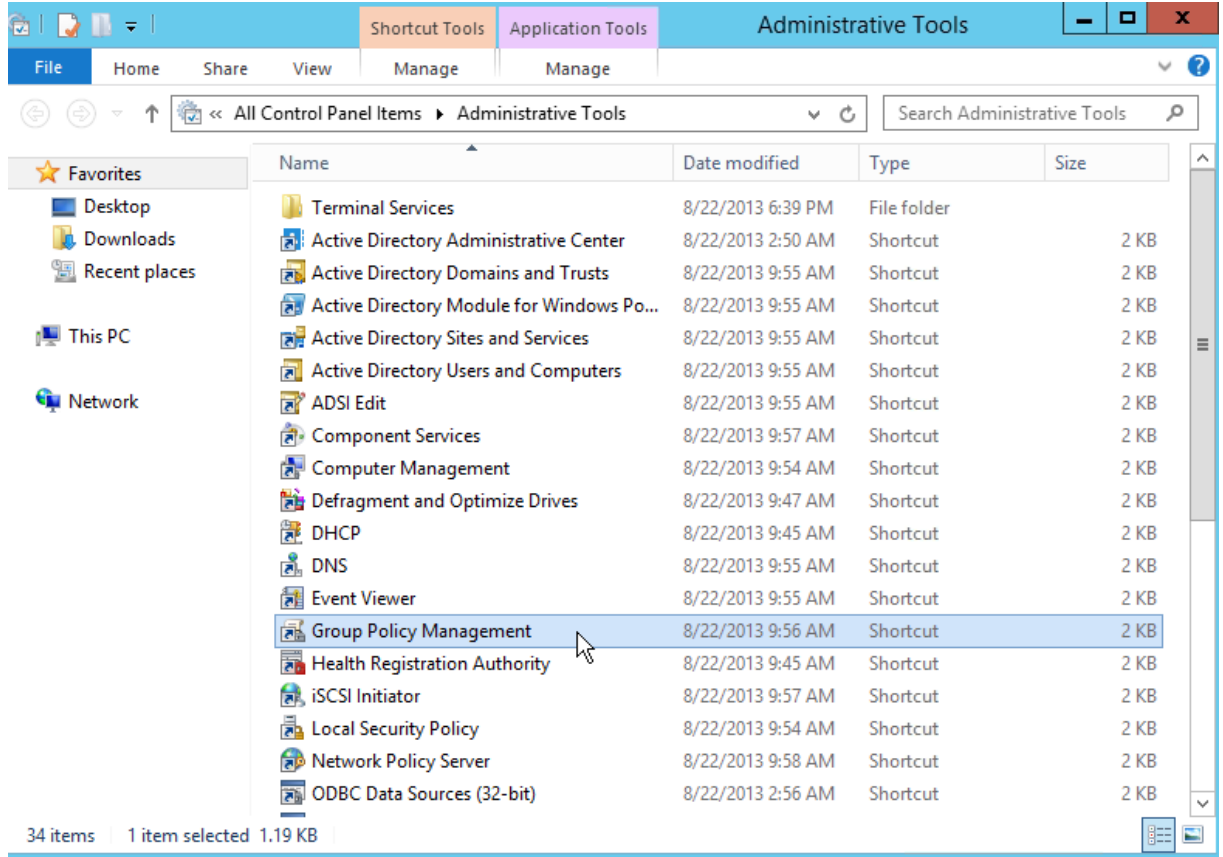 Shortcut Tools Application Tools Administrative Tools
File Home Share View Manage Manage
« All Control Panel Items Administrative Tools Search Administrative Tools
Name Date modified Type Size
Favorites
Desktop
Downloads
Recent places
This PC
Network
Terminal Services 8/22/2013 6:39 PM File folder
Active Directory Administrative Center 8/22/2013 2:50 AM Shortcut 2 KB
Active Directory Domains and Trusts 8/22/2013 9:55 AM Shortcut 2 KB
Active Directory Module for Windows Po... 8/22/2013 9:55 AM Shortcut 2 KB
Active Directory Sites and Services 8/22/2013 9:55 AM Shortcut 2 KB
Active Directory Users and Computers 8/22/2013 9:55 AM Shortcut 2 KB
ADSI Edit 8/22/2013 9:55 AM Shortcut 2 KB
Component Services 8/22/2013 9:57 AM Shortcut 2 KB
Computer Management 8/22/2013 9:54 AM Shortcut 2 KB
Defragment and Optimize Drives 8/22/2013 9:47 AM Shortcut 2 KB
DHCP 8/22/2013 9:45 AM Shortcut 2 KB
DNS 8/22/2013 9:55 AM Shortcut 2 KB
Event Viewer 8/22/2013 9:55 AM Shortcut 2 KB
Group Policy Management 8/22/2013 9:56 AM Shortcut 2 KB
Health Registration Authority 8/22/2013 9:45 AM Shortcut 2 KB
iSCSI Initiator 8/22/2013 9:57 AM Shortcut 2 KB
Local Security Policy 8/22/2013 9:54 AM Shortcut 2 KB
Network Policy Server 8/22/2013 9:58 AM Shortcut 2 KB
ODBC Data Sources (32-bit) 8/22/2013 2:56 AM Shortcut 2 KB
34 items 1 item selected 1.19 KB